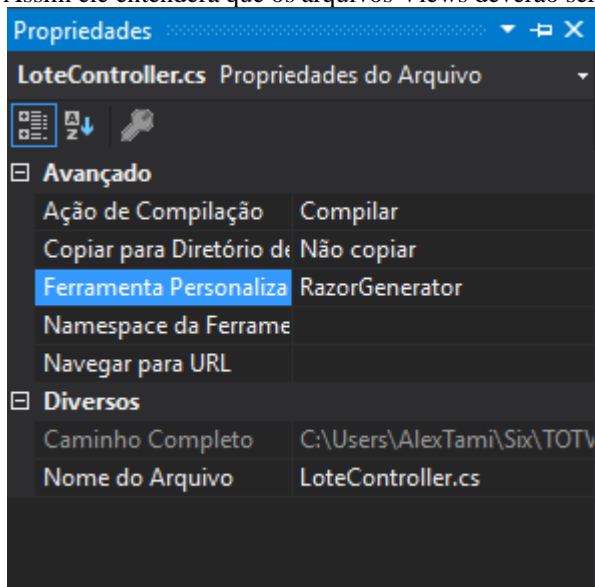 Assim ele entenderá que os arquivos Views deverão ser
Propriedades
LoteController.cs Propriedades do Arquivo
Avançado
Ação de Compilação Compilar
Copiar para Diretório de Não copiar
Ferramenta Personaliza RazorGenerator
Namespace da Ferrame
Navegar para URL
Diversos
Caminho Completo C:\Users\AlexTami\Six\TOTV
Nome do Arquivo LoteController.cs